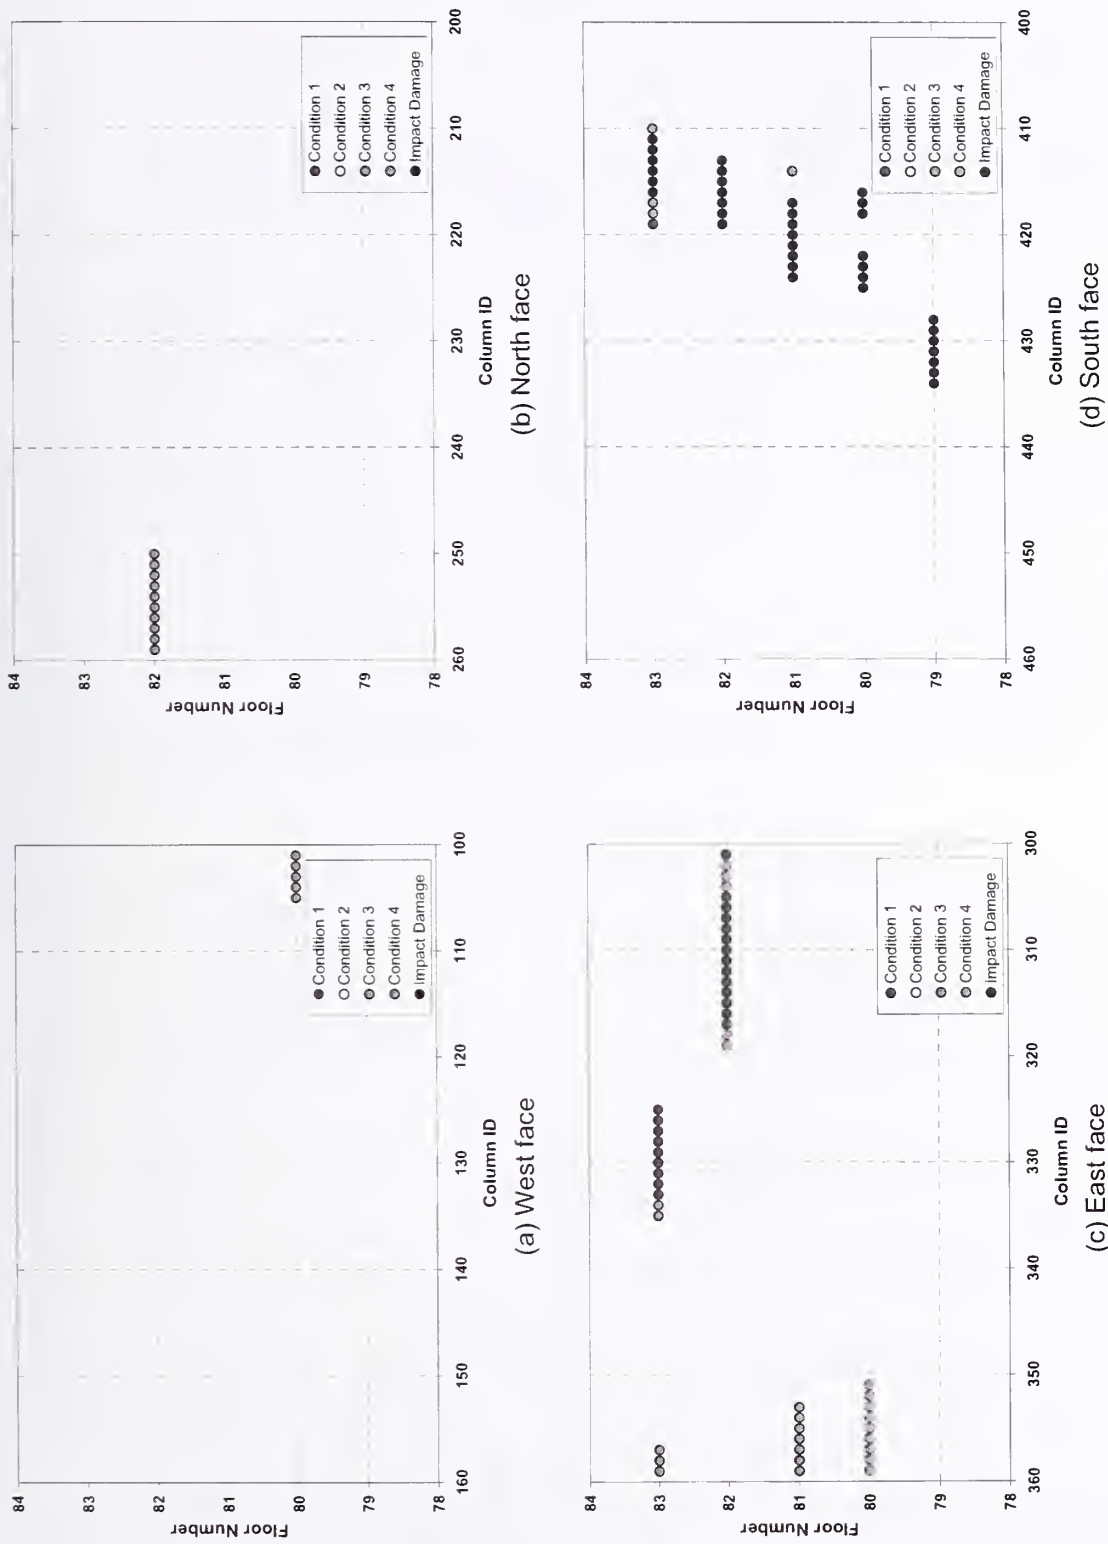 84
83
82
81
80
79
78
Floor Number
160
150
140
130
120
110
100
Column ID
Condition 1
Condition 2
Condition 3
Condition 4
Impact Damage
(a) West face
84
83
82
81
80
79
78
Floor Number
260
250
240
230
220
210
200
Column ID
Condition 1
Condition 2
Condition 3
Condition 4
Impact Damage
(b) North face
84
83
82
81
80
79
78
Floor Number
360
350
340
330
320
310
300
Column ID
Condition 1
Condition 2
Condition 3
Condition 4
Impact Damage
(c) East face
84
83
82
81
80
79
78
Floor Number
460
450
440
430
420
410
400
Column ID
Condition 1
Condition 2
Condition 3
Condition 4
Impact Damage
(d) South face